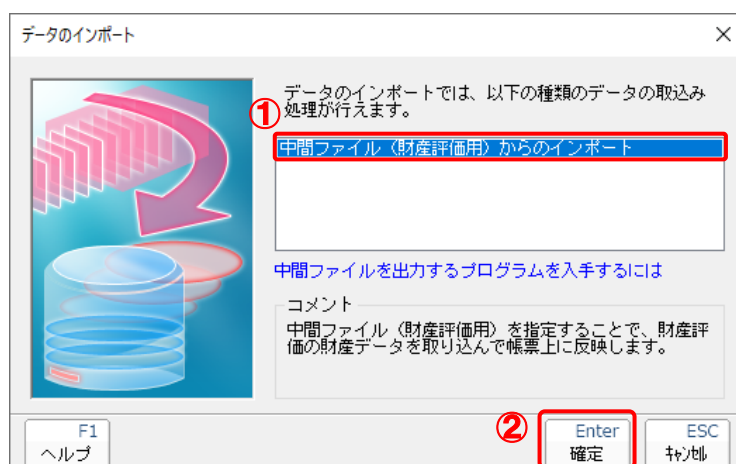 データのインポート
データのインポートでは、以下の種類のデータの取込み
処理が行えます。
①
中間ファイル（財産評価用）からのインポート
中間ファイルを出力するプログラムを入手するには
コメント
中間ファイル（財産評価用）を指定することで、財産評
価の財産データを取り込んで帳票上に反映します。
F1
ヘルプ
②
Enter
確定
ESC
ｷｬﾝｾﾙ